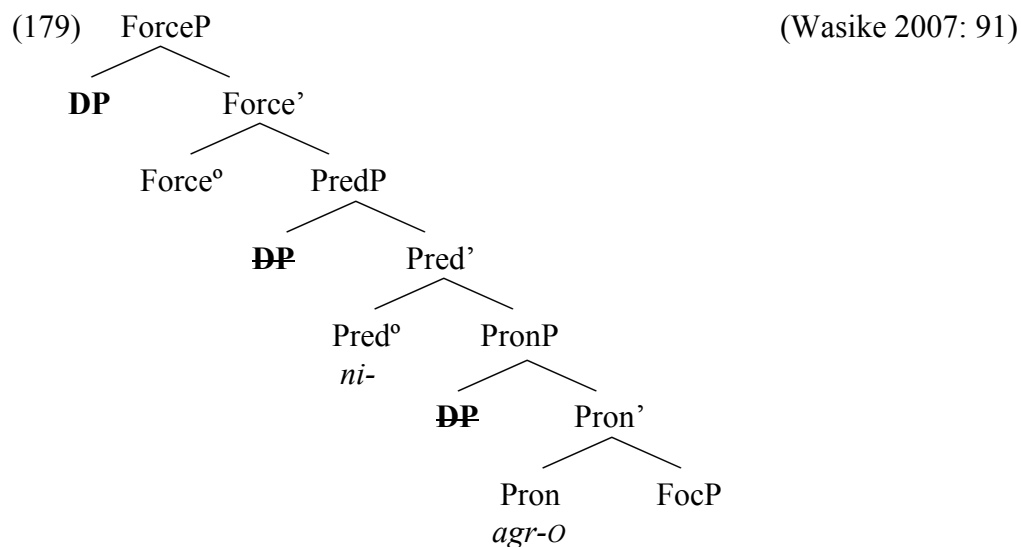 (179) ForceP (Wasike 2007: 91)
DP Force’
Forceº PredP
DP Pred’
Predº PronP
ni-
DP Pron’
Pron FocP
agr-O